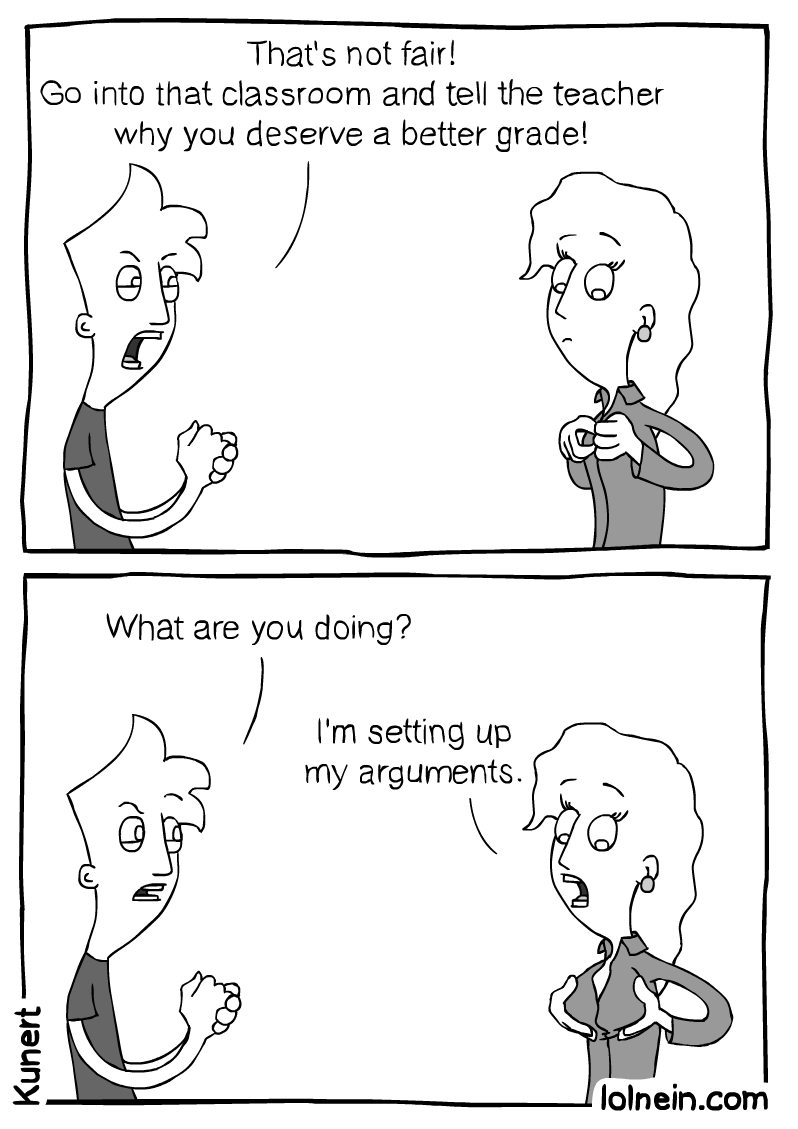 That's not fair!
Go into that classroom and tell the teacher
why you deserve a better grade!
What are you doing?
I'm setting up
my arguments.
Kunert
lolnein.com